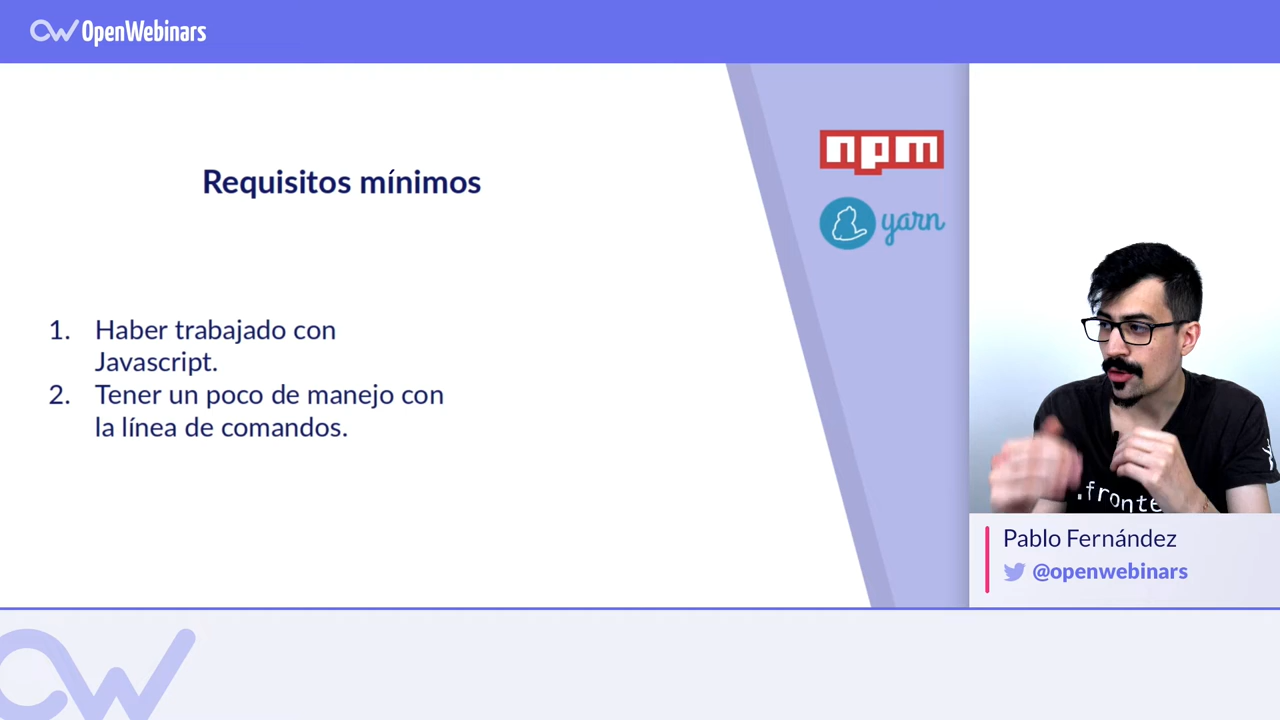 OpenWebinars
Requisitos mínimos
1. Haber trabajado con
Javascript.
2. Tener un poco de manejo con
la línea de comandos.
npm
yarn
.fronte
Pablo Fernández
@openwebinars